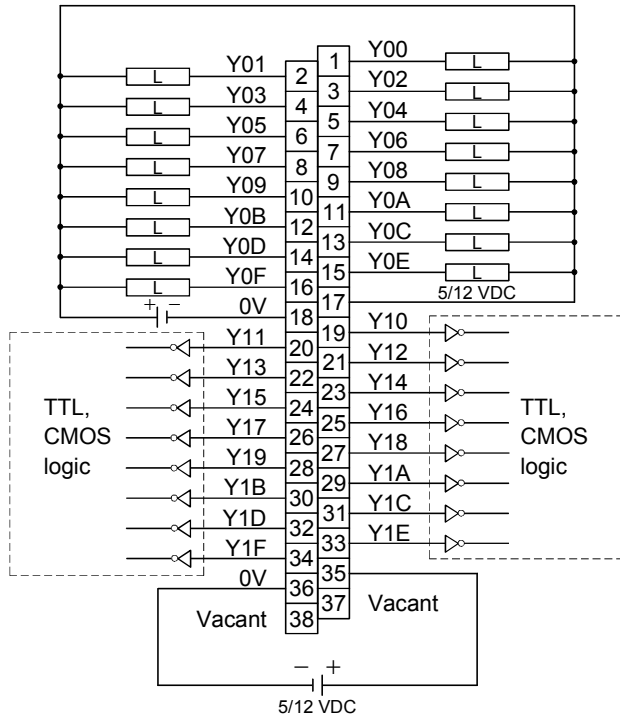 Y01 2 1 Y00
L L
Y03 4 3 Y02
L L
Y05 6 5 Y04
L L
Y07 8 7 Y06
L L
Y09 10 9 Y08
L L
Y0B 12 11 Y0A
L L
Y0D 14 13 Y0C
L L
Y0F 16 15 Y0E
L L
+ − 0V 18 17 5/12 VDC
Y11 20 19 Y10
Y13 22 21 Y12
Y15 24 23 Y14
Y17 26 25 Y16
Y19 28 27 Y18
Y1B 30 29 Y1A
Y1D 32 31 Y1C
Y1F 34 33 Y1E
TTL,
CMOS
logic
TTL,
CMOS
logic
0V 36 35
Vacant 38 37 Vacant
− +
5/12 VDC